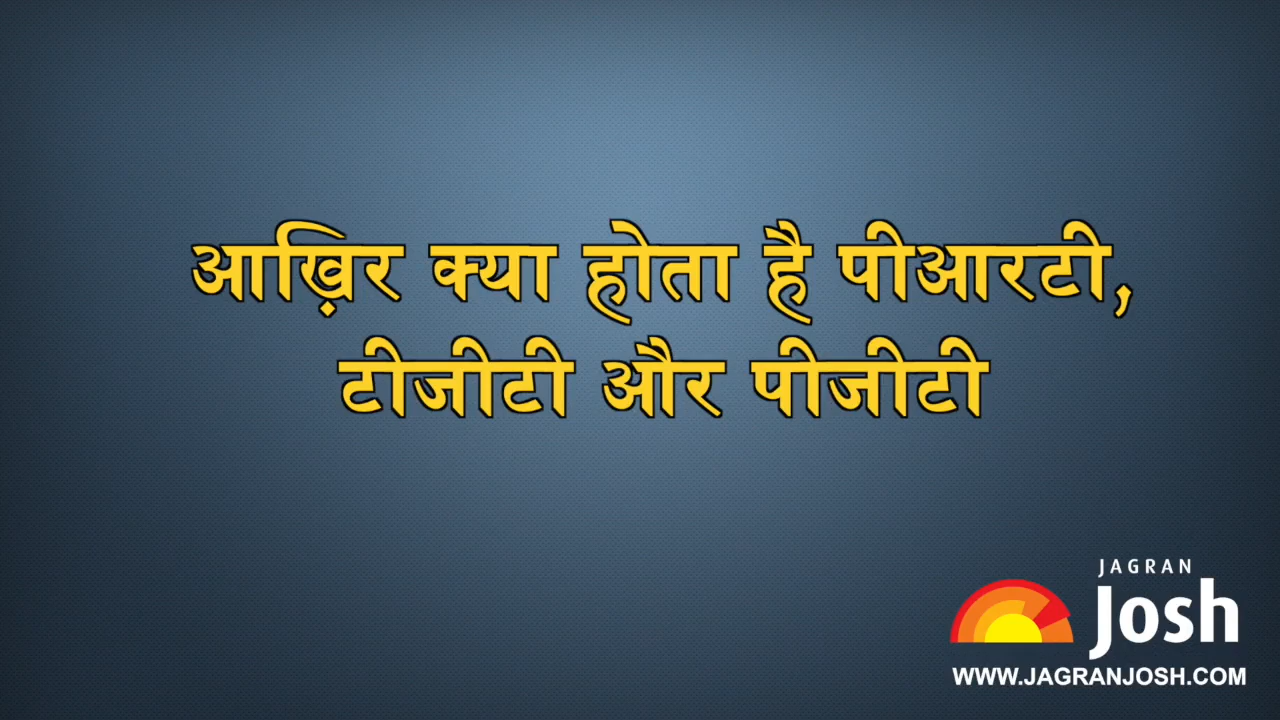 आख़िर क्या होता है पीआरटी,
टीजीटी और पीजीटी
JAGRAN
Josh
WWW.JAGRANJOSH.COM